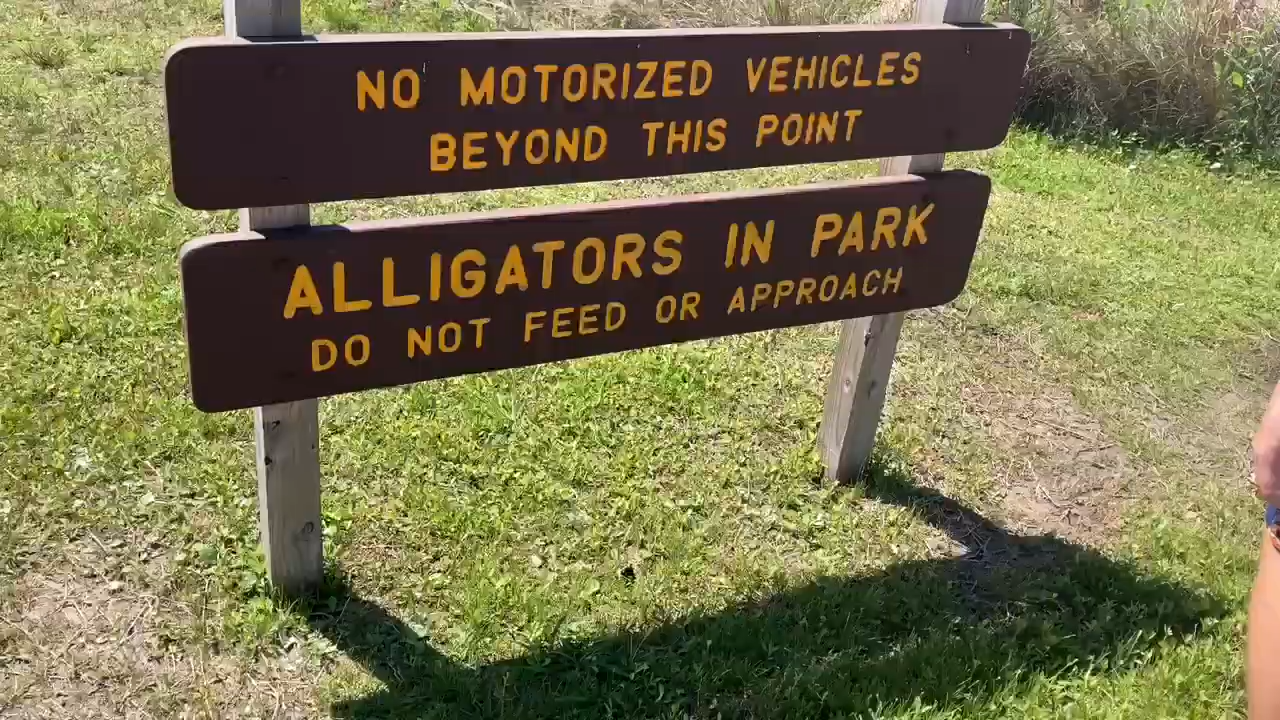 NO MOTORIZED VEHICLES
BEYOND THIS POINT
ALLIGATORS IN PARK
DO NOT FEED OR APPROACH